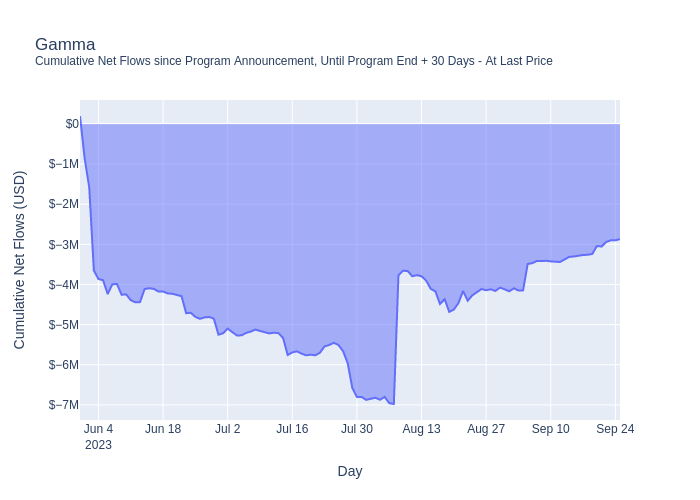 Gamma
Cumulative Net Flows since Program Announcement, Until Program End + 30 Days - At Last Price
Cumulative Net Flows (USD)
$0
$−1M
$−2M
$−3M
$−4M
$−5M
$−6M
$−7M
Jun 4 Jun 18 Jul 2 Jul 16 Jul 30 Aug 13 Aug 27 Sep 10 Sep 24
2023
Day